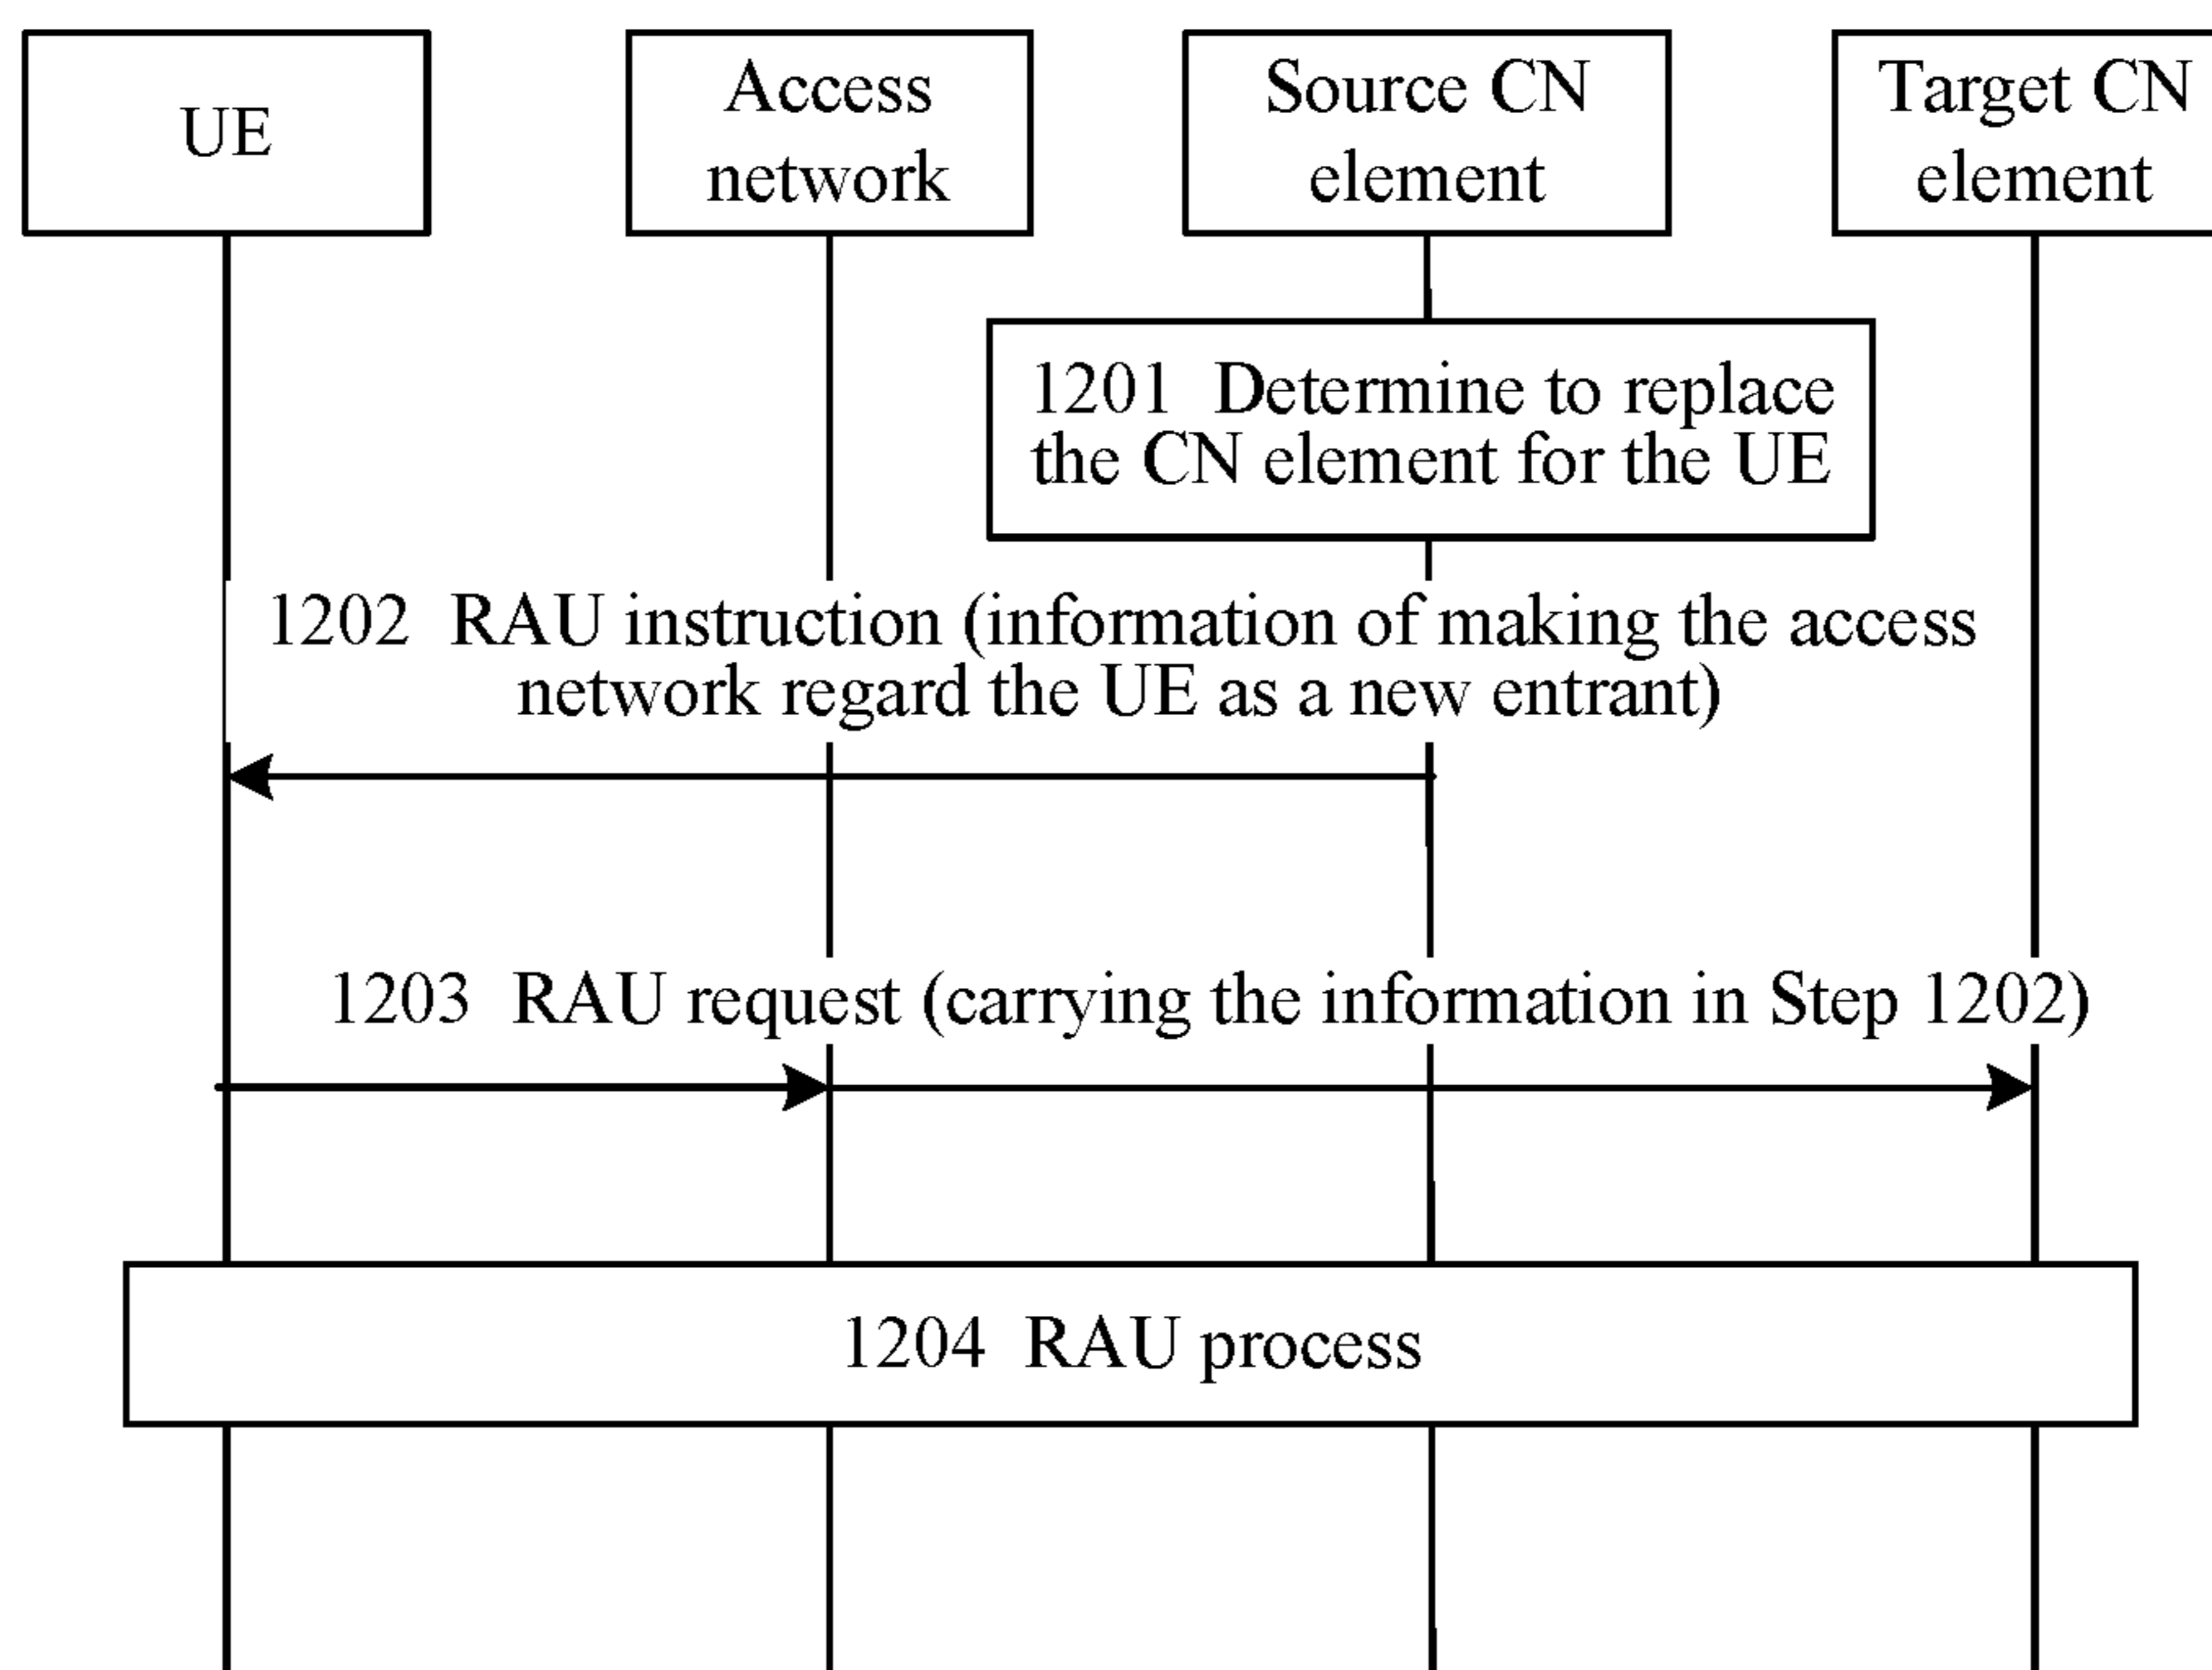 UE
Access
network
Source CN
element
Target CN
element
1201 Determine to replace
the CN element for the UE
1202 RAU instruction (information of making the access
network regard the UE as a new entrant)
1203 RAU request (carrying the information in Step 1202)
1204 RAU process